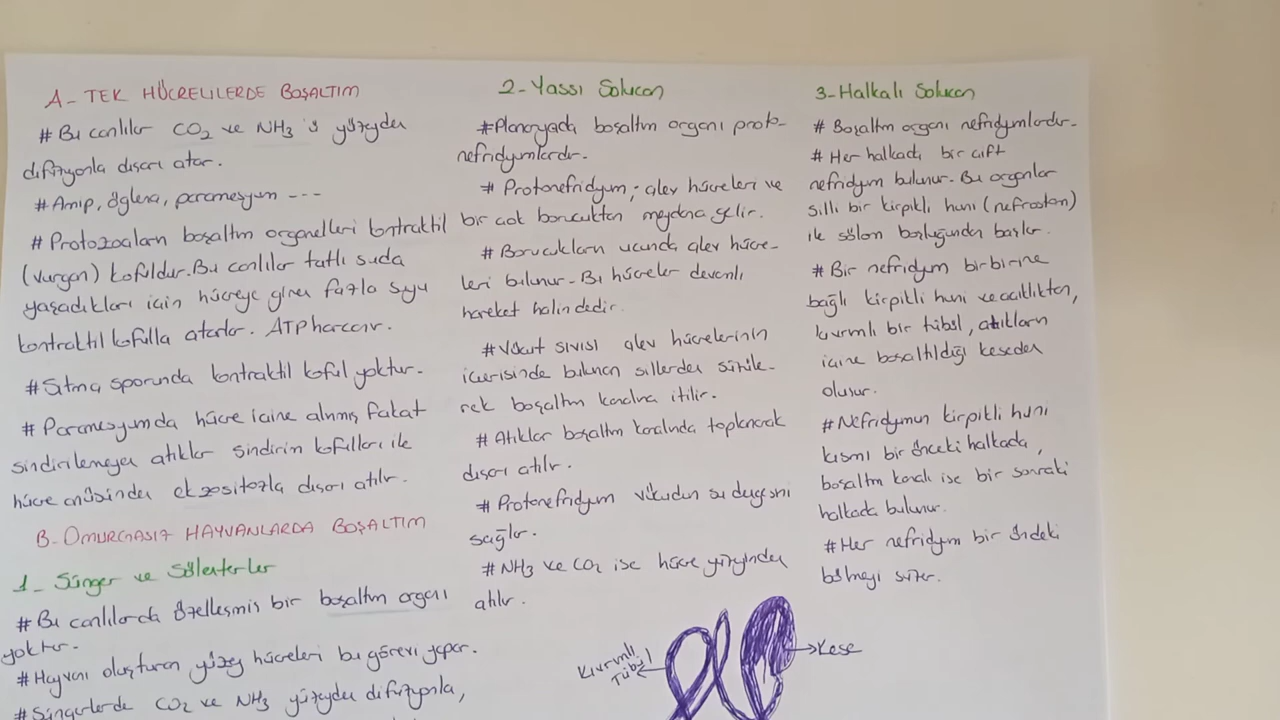 A- TEK HÜCRELİLERDE BOŞALTIM
# Bu canlılar CO2 ve NH3 'ü yüzeyden
difüzyonla dışarı atar.
# Amip, öglena, paramesyum ---
# Protozoaların boşaltım organelleri kontraktil
(vurgan) kofuldur. Bu canlılar tatlı suda
yaşadıkları için hücreye giren fazla suyu
kontraktil kofulla atarlar. ATP harcanır.
# Sıtma sporunda kontraktil koful yoktur.
# Paramesyumda hücre içine alınmış fakat
sindirilemeyen atıklar sindirim kofulları ile
hücre anüsünden ekzositozla dışarı atılır.
B- OMURGASIZ HAYVANLARDA BOŞALTIM
1- Sünger ve Sölenterler
# Bu canlılarda özelleşmiş bir boşaltım organı
yoktur.
# Hayvanı oluşturan yüzey hücreleri bu görevi yapar.
# Süngerlerde CO2 ve NH3 yüzeyden difüzyonla,
2- Yassı Solucan
# Planaryada boşaltım organı proto-
nefridyumlardır.
# Protonefridyum; alev hücreleri ve
bir çok borucuktan meydana gelir.
# Borucukların ucunda alev hücre-
leri bulunur. Bu hücreler devamlı
hareket halindedir.
# Vücut sıvısı alev hücrelerinin
içerisinde bulunan sillerden süzüle-
rek boşaltım kanalına itilir.
# Atıklar boşaltım kanalında toplanarak
dışarı atılır.
# Protonefridyum vücudun su dengesini
sağlar.
# NH3 ve CO2 ise hücre yüzeyinden
atılır.
3- Halkalı Solucan
# Boşaltım organı nefridyumlardır.
# Her halkada bir çift
nefridyum bulunur. Bu organlar
silli bir kirpikli huni (nefrostom)
ile sölom boşluğundan başlar.
# Bir nefridyum birbirine
bağlı kirpikli huni ve açıklıktan,
kıvrımlı bir tübül, atıkların
içine boşaltıldığı keseden
oluşur.
# Nefridyumun kirpikli huni
kısmı bir önceki halkada,
boşaltım kanalı ise bir sonraki
halkada bulunur.
# Her nefridyum bir öndeki
bölmeyi süzer.
Kıvrımlı
Tübül
Kese